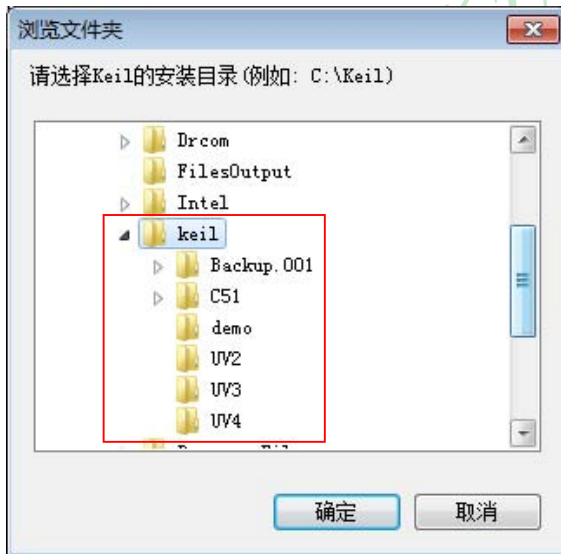 浏览文件夹
请选择Keil的安装目录(例如: C:\Keil)
Drcom
FilesOutput
Intel
keil
Backup.001
C51
demo
UV2
UV3
UV4
确定
取消